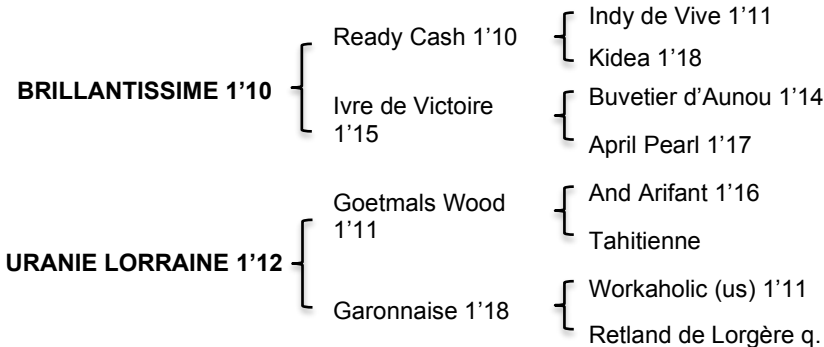 Indy de Vive 1’11
Ready Cash 1’10
Kidea 1’18
BRILLANTISSIME 1’10
Buvetier d’Aunou 1’14
Ivre de Victoire
1’15
April Pearl 1’17
And Arifant 1’16
Goetmals Wood
1’11
Tahitienne
URANIE LORRAINE 1’12
Workaholic (us) 1’11
Garonnaise 1’18
Retland de Lorgère q.